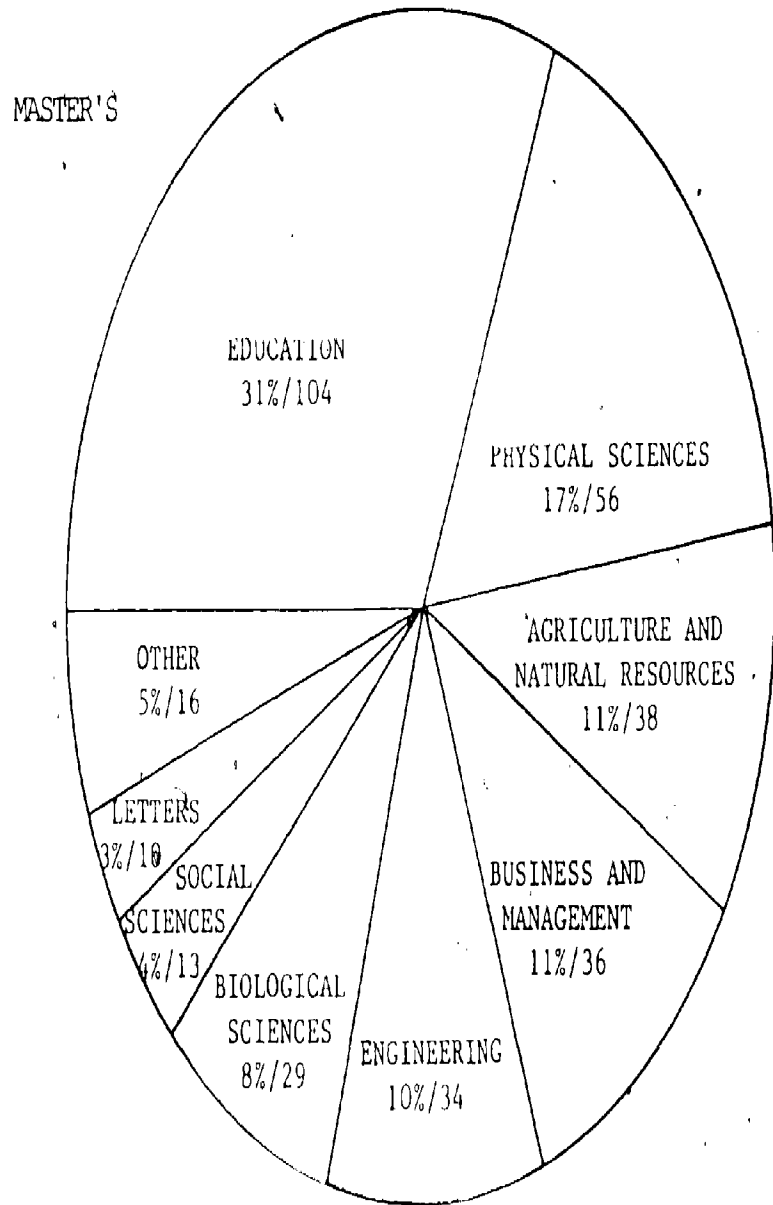 MASTER'S
EDUCATION
31%/104
PHYSICAL SCIENCES
17%/56
AGRICULTURE AND
NATURAL RESOURCES
11%/38
OTHER
5%/16
LETTERS
3%/10
SOCIAL
SCIENCES
4%/13
BUSINESS AND
MANAGEMENT
11%/36
BIOLOGICAL
SCIENCES
8%/29
ENGINEERING
10%/34